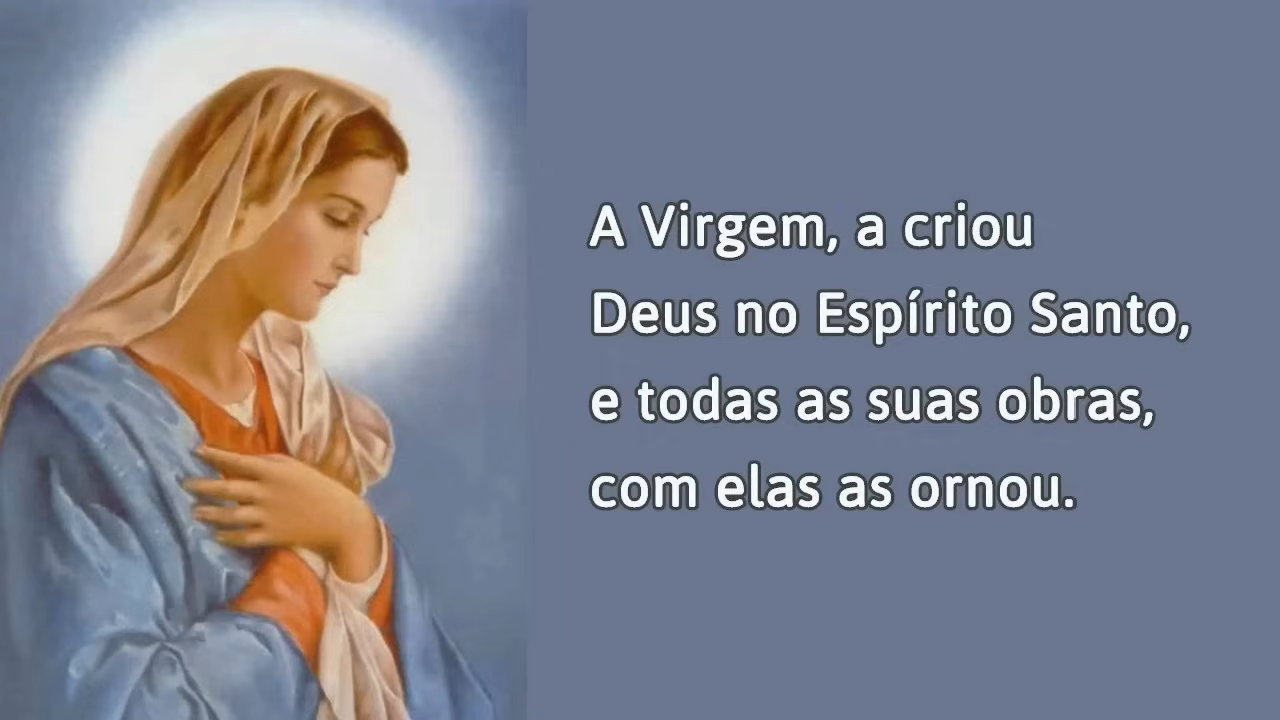 A Virgem, a criou
Deus no Espírito Santo,
e todas as suas obras,
com elas as ornou.